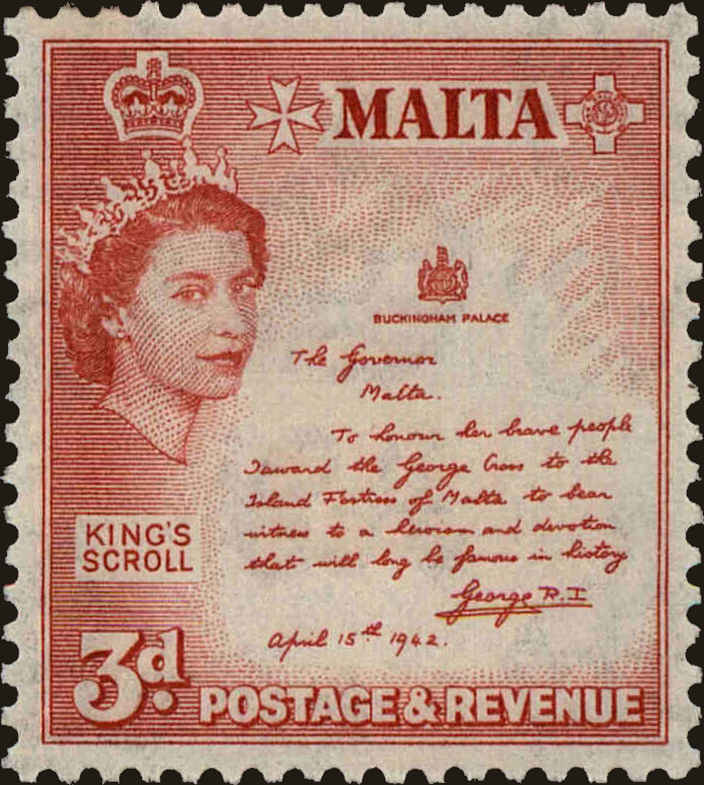 MALTA
BUCKINGHAM PALACE
The Governor
Malta.
To honour her brave people
I award the George Cross to the
Island Fortress of Malta to bear
witness to a heroism and devotion
that will long be famous in history
George R.I
April 15th 1942.
KING'S
SCROLL
3d.
POSTAGE & REVENUE